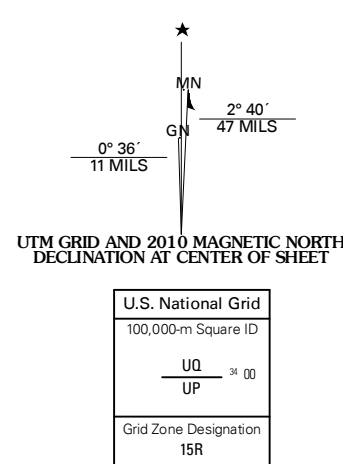 ★
MN
GN
2° 40´
47 MILS
0° 36´
11 MILS
UTM GRID AND 2010 MAGNETIC NORTH
DECLINATION AT CENTER OF SHEET
U.S. National Grid
100,000-m Square ID
UQ
34 00
UP
Grid Zone Designation
15R